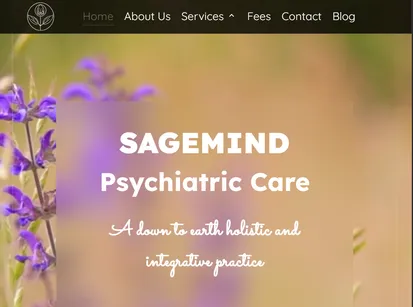 Home About Us Services Fees Contact Blog
SAGEMIND
Psychiatric Care
A down to earth holistic and
integrative practice